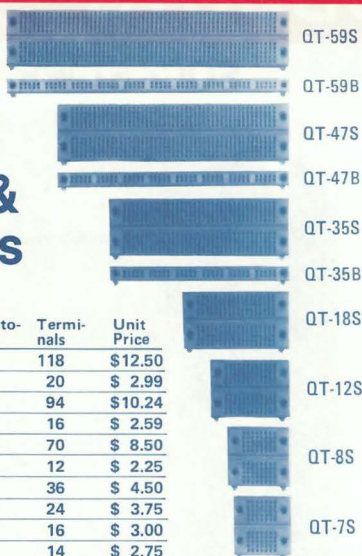 QT-59S
QT-59B
QT-47S
QT-47B
QT-35S
QT-35B
QT-18S
QT-12S
QT-8S
QT-7S
&
s
to- Termi- Unit
nals Price
118 $12.50
20 $ 2.99
94 $10.24
16 $ 2.59
70 $ 8.50
12 $ 2.25
36 $ 4.50
24 $ 3.75
16 $ 3.00
14 $ 2.75